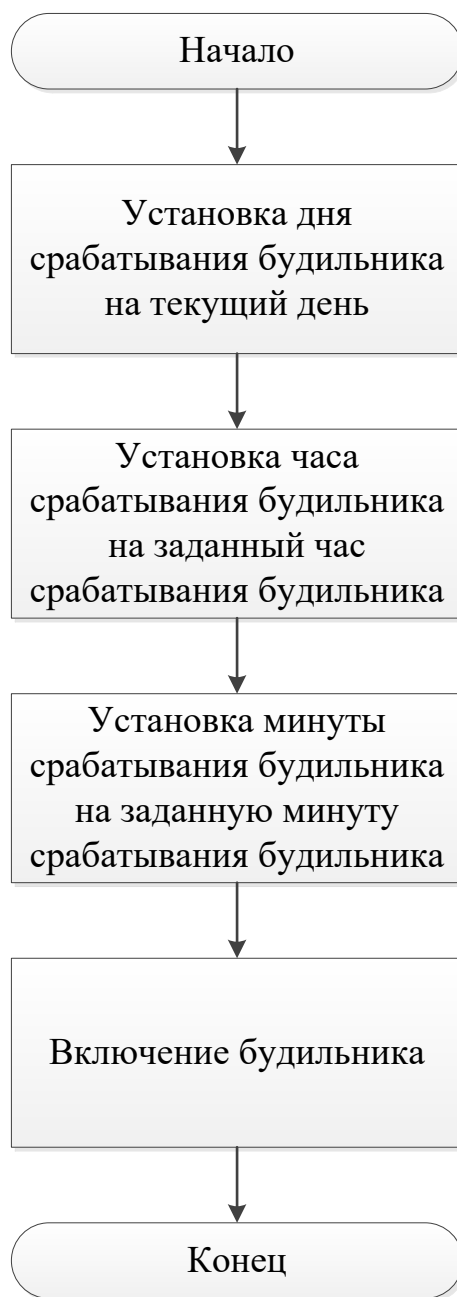 Начало
Установка дня
срабатывания будильника
на текущий день
Установка часа
срабатывания будильника
на заданный час
срабатывания будильника
Установка минуты
срабатывания будильника
на заданную минуту
срабатывания будильника
Включение будильника
Конец